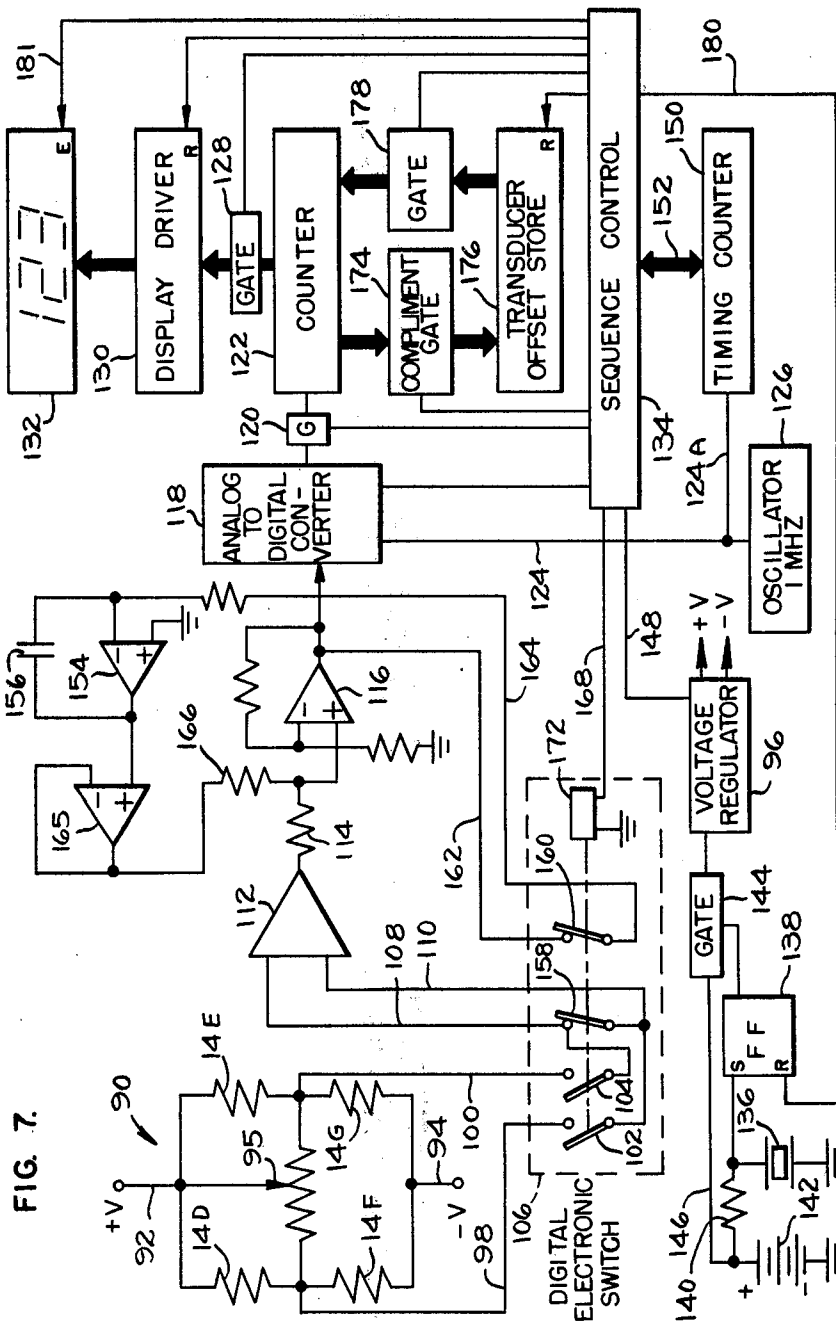 FIG. 7.
90
+V
92
14D
14E
95
14F
14G
94
-V
98
100
102
104
106
DIGITAL
ELECTRONIC
SWITCH
108
110
112
114
158
160
162
164
172
168
148
156
154
-
+
165
-
+
166
116
-
+
118
ANALOG
TO
DIGITAL
CON-
VERTER
120
G
122
COUNTER
124
124A
126
OSCILLATOR
1 MHZ
128
GATE
130
DISPLAY DRIVER
R
132
123
E
181
174
COMPLIMENT
GATE
176
TRANSDUCER
OFFSET STORE
R
178
GATE
180
SEQUENCE CONTROL
134
152
150
TIMING COUNTER
+V
-V
VOLTAGE
REGULATOR
96
GATE
144
138
S
FF
R
136
146
140
142
+
-